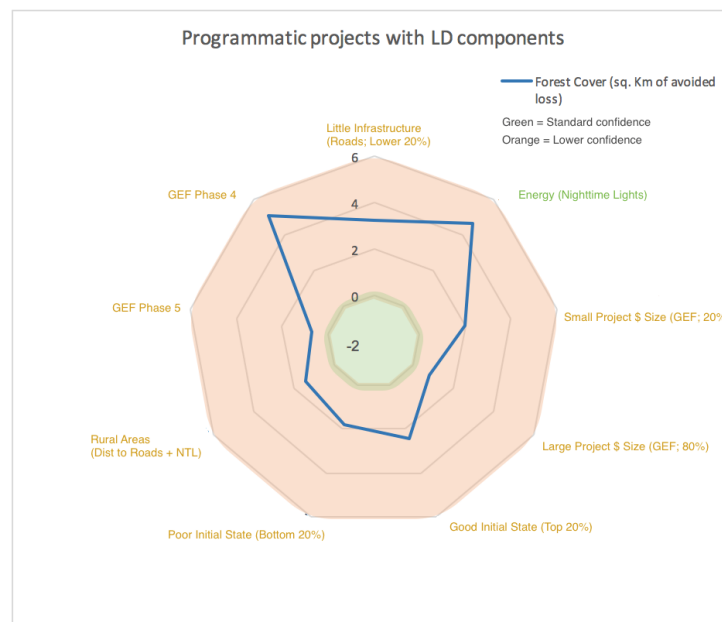 Programmatic projects with LD components
Forest Cover (sq. Km of avoided
loss)
Green = Standard confidence
Orange = Lower confidence
Little Infrastructure
(Roads; Lower 20%)
6
GEF Phase 4
Energy (Nighttime Lights)
4
2
0
GEF Phase 5
Small Project $ Size (GEF; 20%
-2
Rural Areas
(Dist to Roads + NTL)
Large Project $ Size (GEF; 80%)
Good Initial State (Top 20%)
Poor Initial State (Bottom 20%)